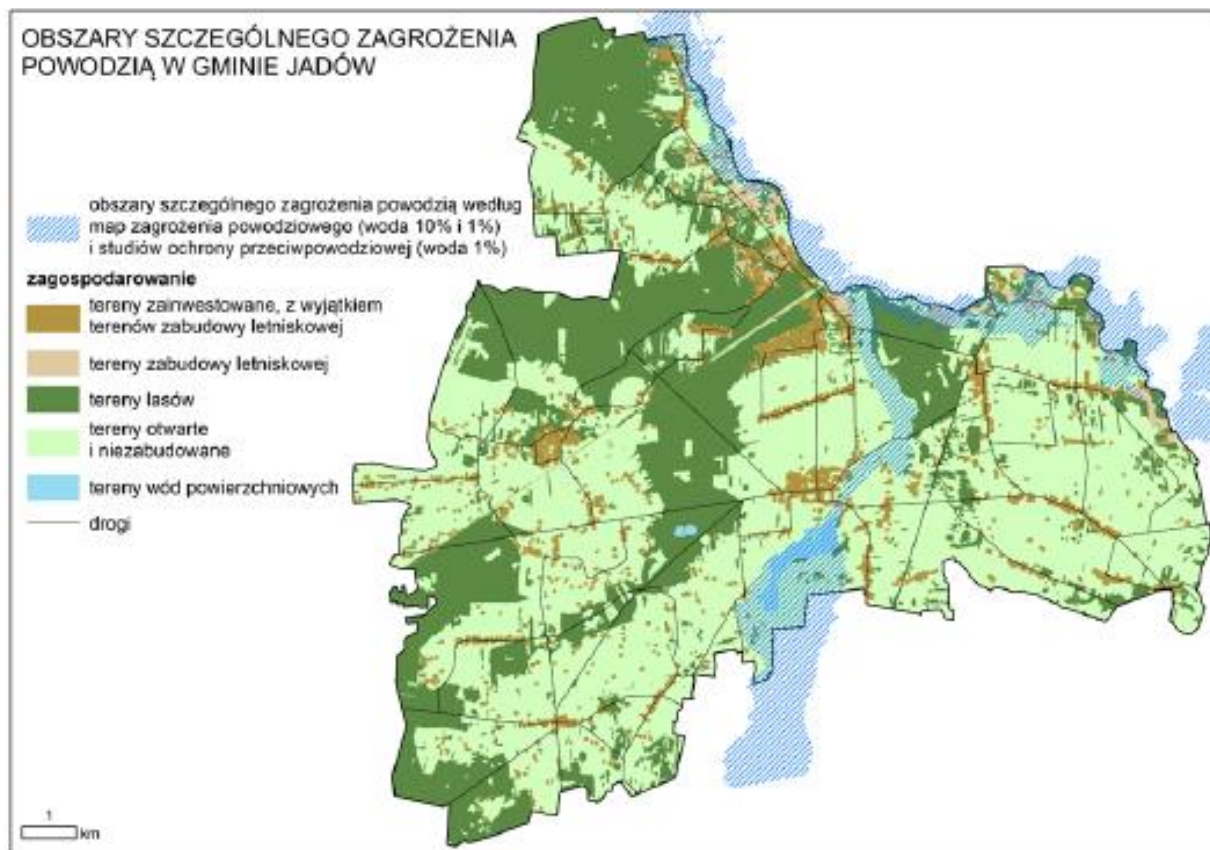 OBSZARY SZCZEGÓLNEGO ZAGROŻENIA
POWODZIĄ W GMINIE JADÓW
obszary szczególnego zagrożenia powodzią według
map zagrożenia powodziowego (woda 10% i 1%)
i studiów ochrony przeciwpowodziowej (woda 1%)
zagospodarowanie
tereny zainwestowane, z wyjątkiem
terenów zabudowy letniskowej
tereny zabudowy letniskowej
tereny lasów
tereny otwarte
i niezabudowane
tereny wód powierzchniowych
drogi
1
km